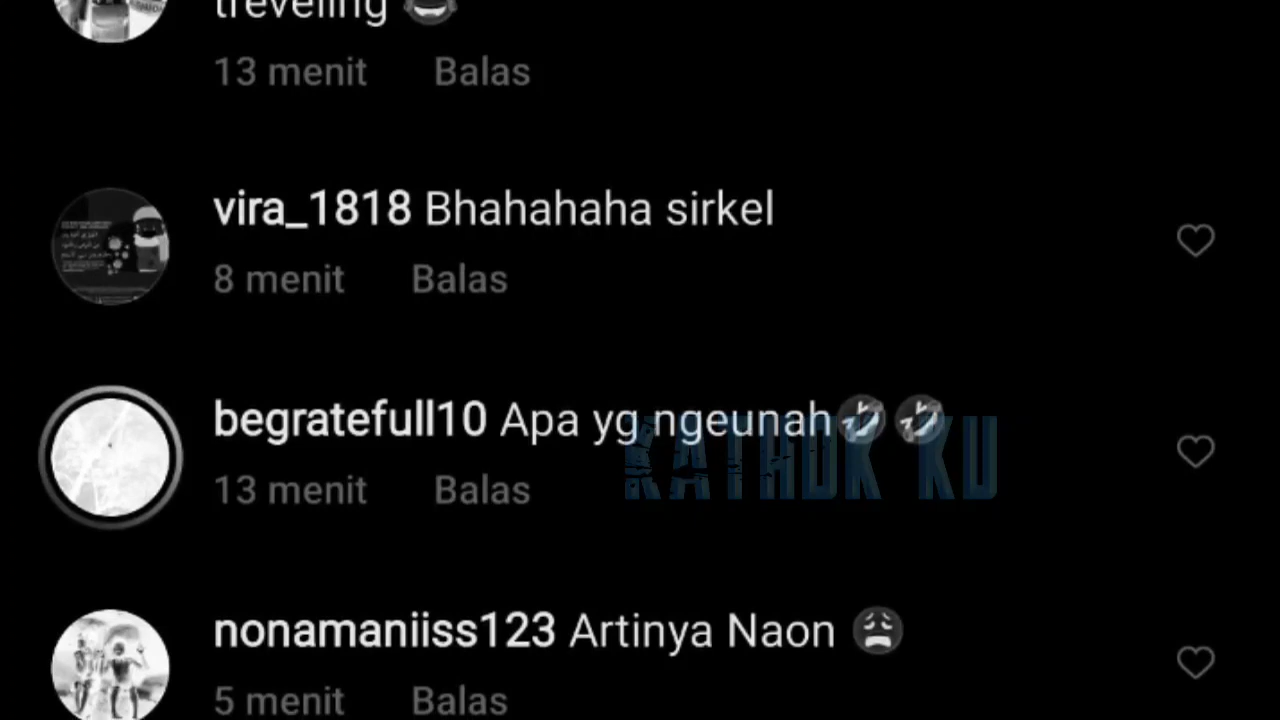 treveling
13 menit Balas
vira_1818 Bhahahaha sirkel
8 menit Balas
begratefull10 Apa yg ngeunah🤣🤣
KATHOK KU
13 menit Balas
nonamaniiss123 Artinya Naon 😩
5 menit Balas